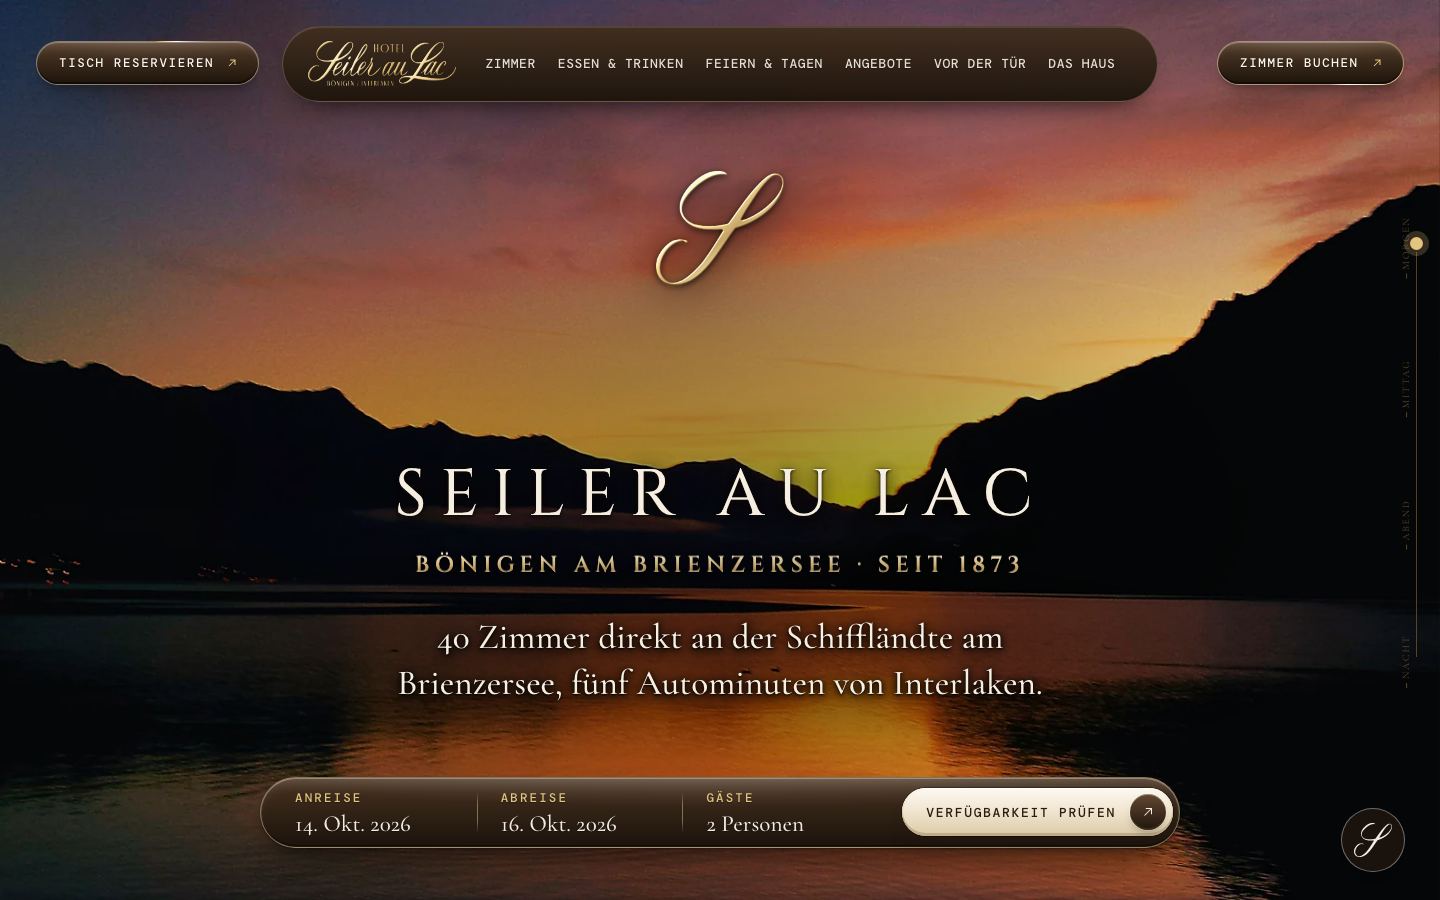 TISCH RESERVIEREN
HOTEL
Seiler au Lac
BÖNIGEN / INTERLAKEN
ZIMMER
ESSEN & TRINKEN
FEIERN & TAGEN
ANGEBOTE
VOR DER TÜR
DAS HAUS
ZIMMER BUCHEN
S
MORGEN
MITTAG
ABEND
NACHT
SEILER AU LAC
BÖNIGEN AM BRIENZERSEE · SEIT 1873
40 Zimmer direkt an der Schiffländte am
Brienzersee, fünf Autominuten von Interlaken.
ANREISE
14. Okt. 2026
ABREISE
16. Okt. 2026
GÄSTE
2 Personen
VERFÜGBARKEIT PRÜFEN
S